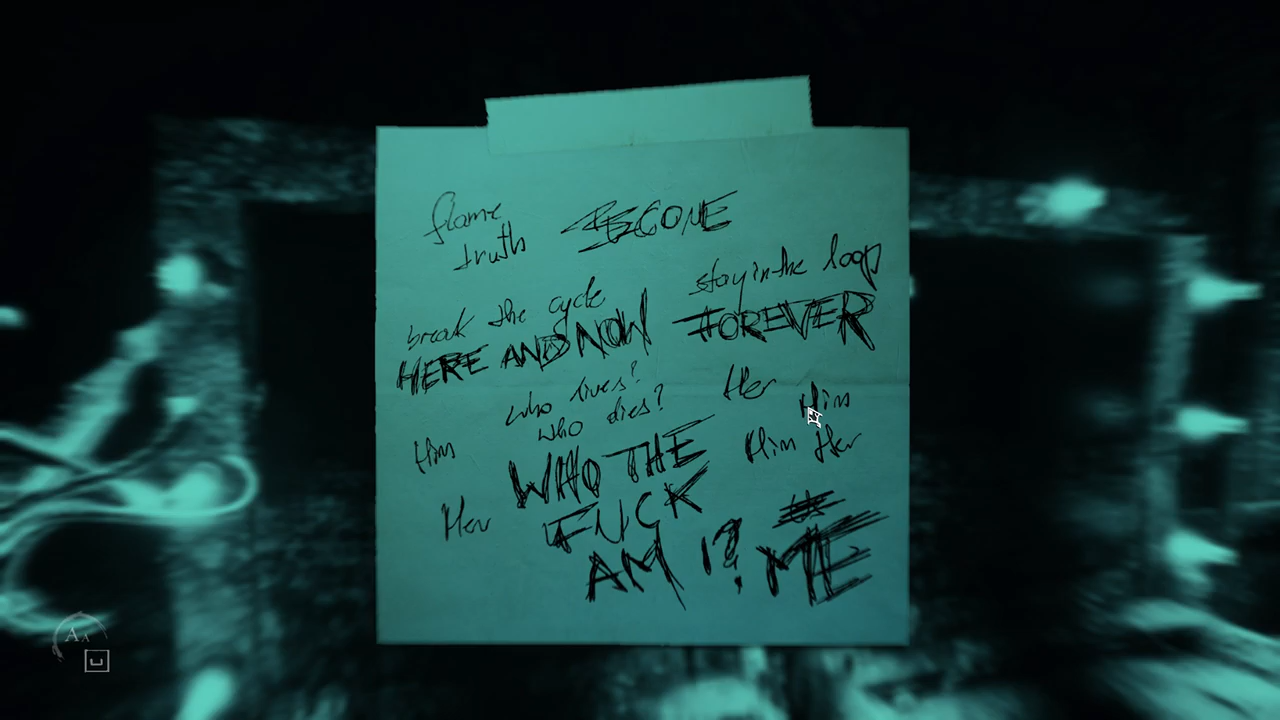 flame
truth
BECOME
break the cycle
HERE AND NOW
stay in the loop
FOREVER
who lives?
who dies?
Her
Him
Him Her
Him
Her
WHO THE
FUCK
AM I?
ME
AA